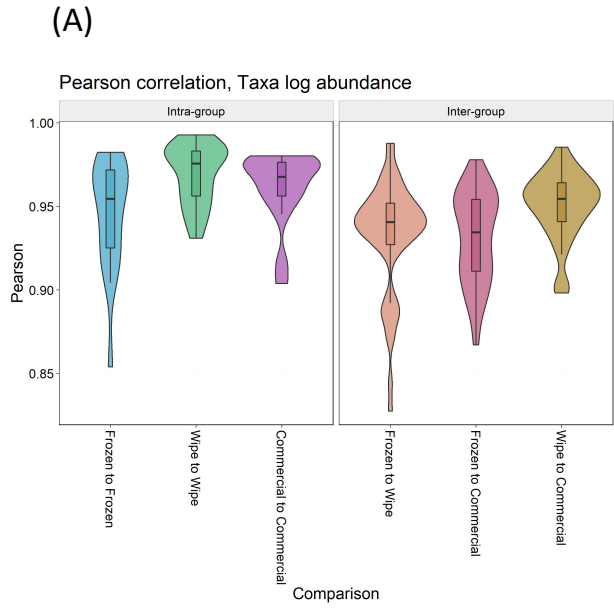 (A)
Pearson correlation, Taxa log abundance
Intra-group
Inter-group
1.00
0.95
0.90
0.85
Pearson
Frozen to Frozen
Wipe to Wipe
Commercial to Commercial
Frozen to Wipe
Frozen to Commercial
Wipe to Commercial
Comparison